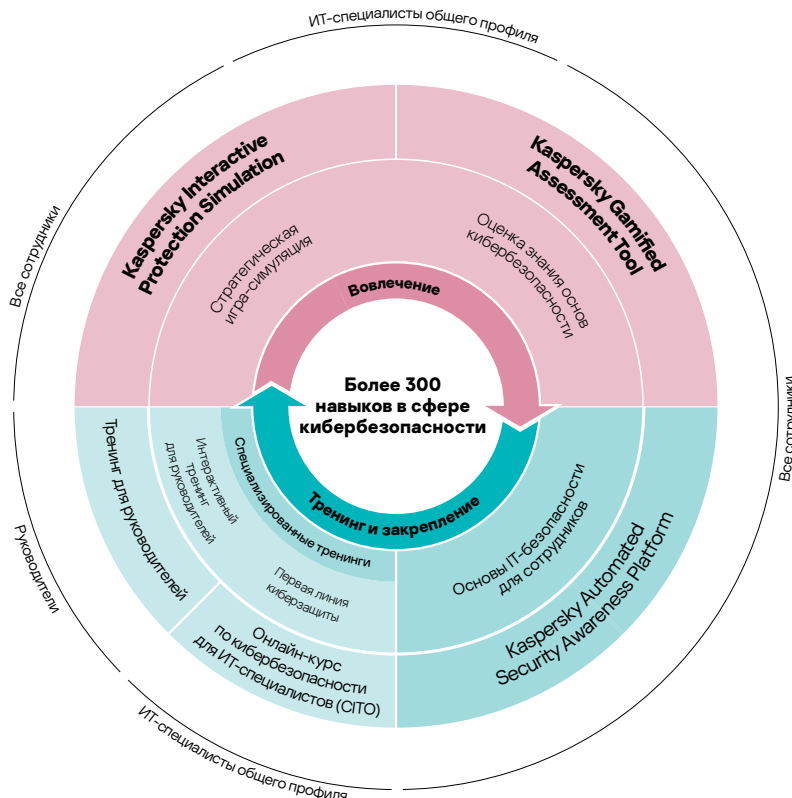 ИТ-специалисты общего профиля
Все сотрудники
Kaspersky Interactive
Protection Simulation
Kaspersky Gamified
Assessment Tool
Стратегическая
игра-симуляция
Оценка знания основ
кибербезопасности
Вовлечение
Более 300
навыков в сфере
кибербезопасности
Все сотрудники
Тренинг и закрепление
Специализированные тренинги
Интерактивный
тренинг
для руководителей
Тренинг для руководителей
Руководители
Первая линия
киберзащиты
Онлайн-курс
по кибербезопасности
для ИТ-специалистов (CITO)
Основы IT-безопасности
для сотрудников
Kaspersky Automated
Security Awareness Platform
ИТ-специалисты общего профиля